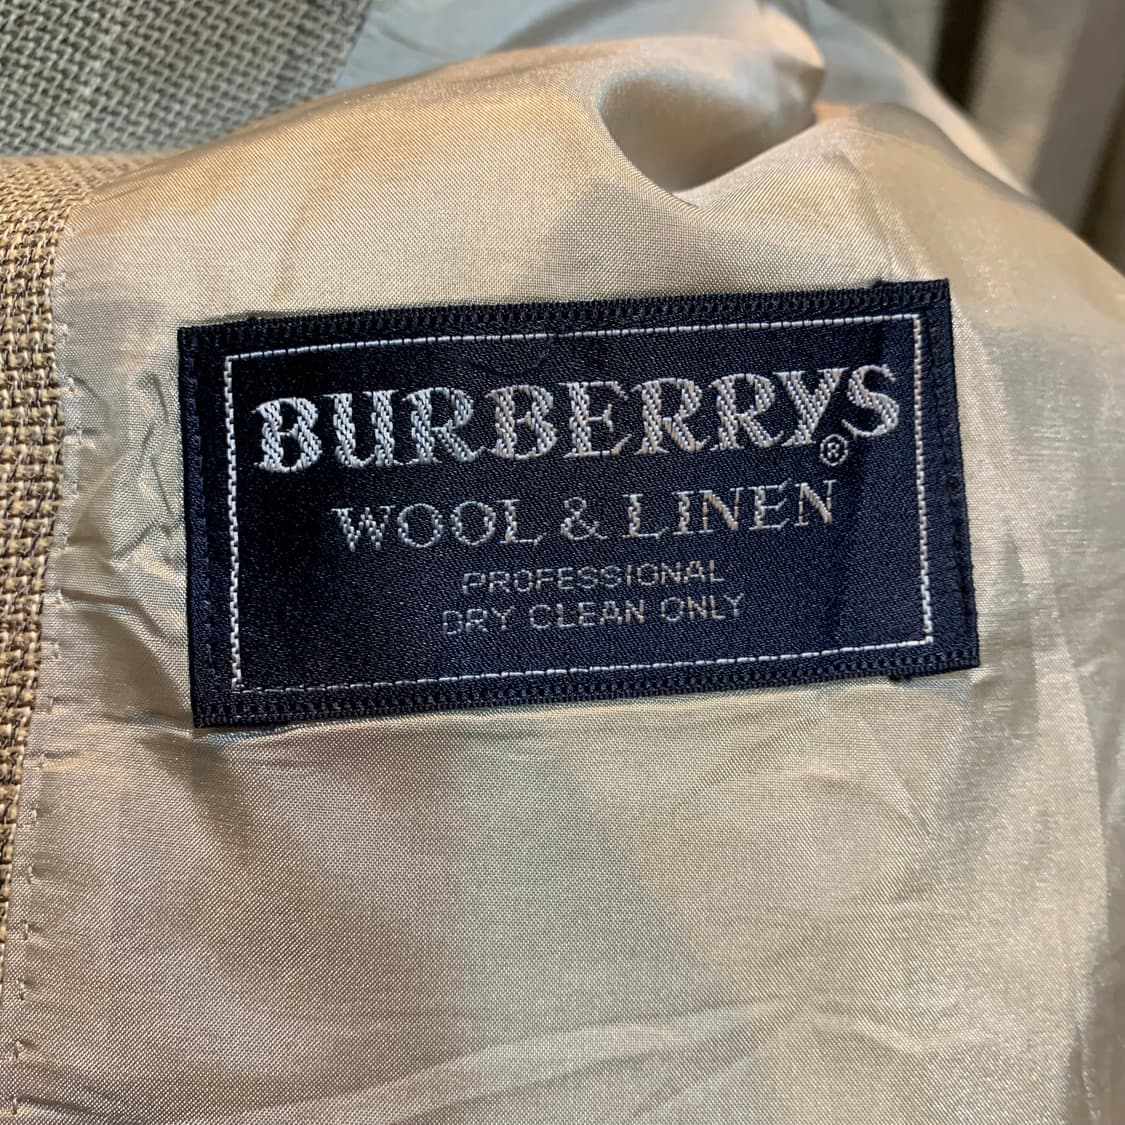 BURBERRYS®
WOOL & LINEN
PROFESSIONAL
DRY CLEAN ONLY